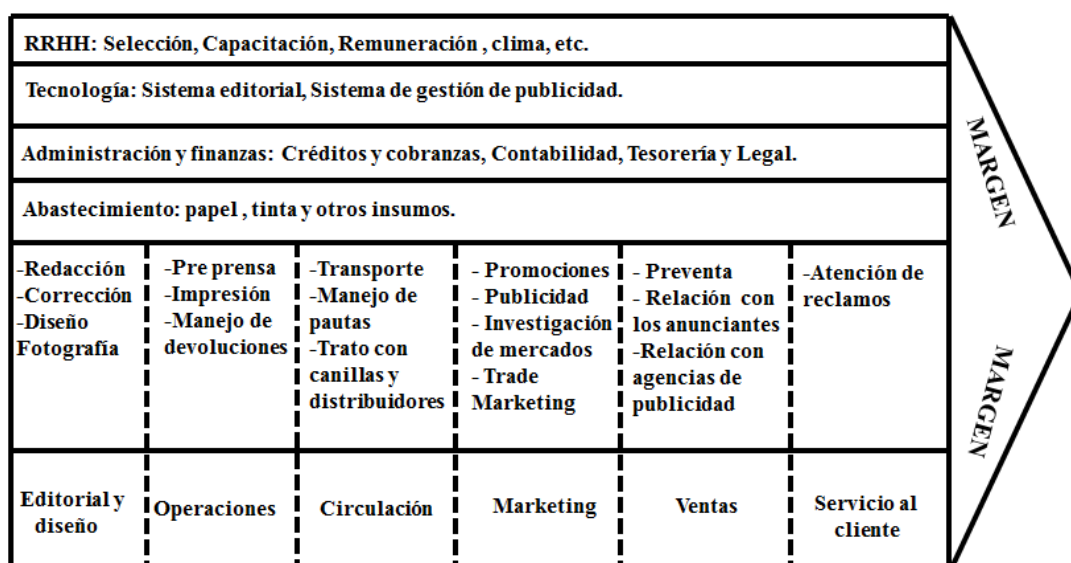 RRHH: Selección, Capacitación, Remuneración , clima, etc.
Tecnología: Sistema editorial, Sistema de gestión de publicidad.
Administración y finanzas: Créditos y cobranzas, Contabilidad, Tesorería y Legal.
Abastecimiento: papel , tinta y otros insumos.
-Redacción
-Corrección
-Diseño
Fotografía
-Pre prensa
-Impresión
-Manejo de
devoluciones
-Transporte
-Manejo de
pautas
-Trato con
canillas y
distribuidores
- Promociones
- Publicidad
- Investigación
de mercados
- Trade
Marketing
- Preventa
- Relación con
los anunciantes
-Relación con
agencias de
publicidad
-Atención de
reclamos
Editorial y
diseño
Operaciones
Circulación
Marketing
Ventas
Servicio al
cliente
MARGEN
MARGEN